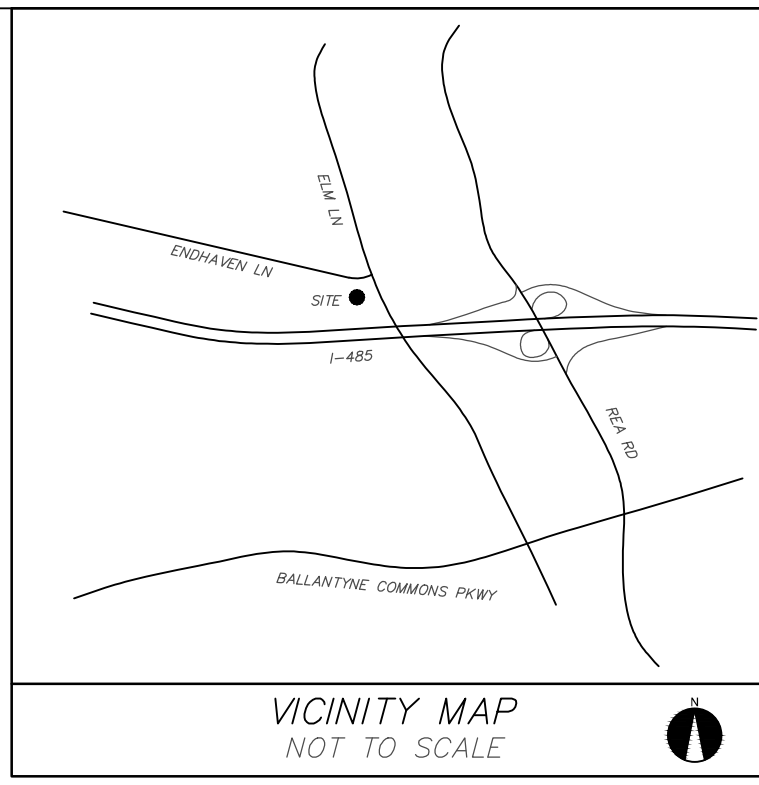 ELM LN
ENDHAVEN LN
SITE
I-485
REA RD
BALLANTYNE COMMONS PKWY
VICINITY MAP
NOT TO SCALE
N